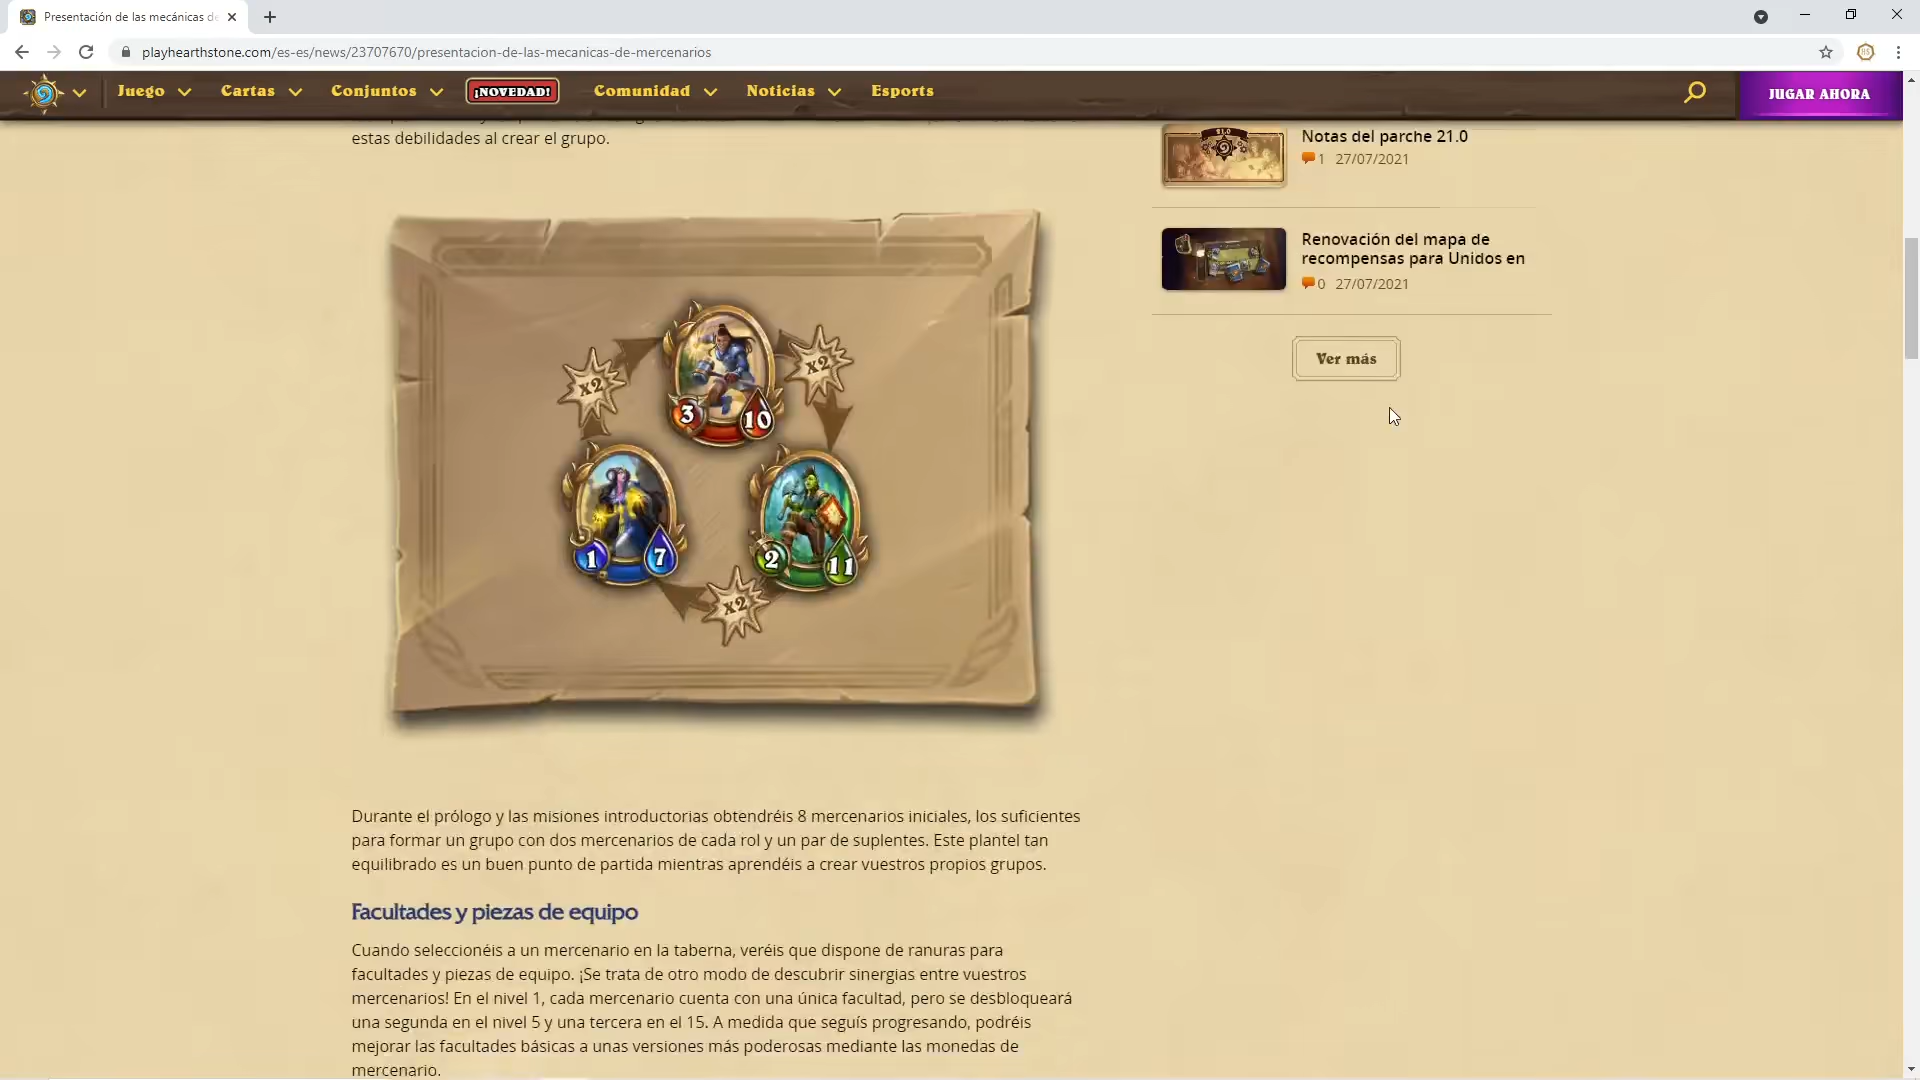 Presentación de las mecánicas de
playhearthstone.com/es-es/news/23707670/presentacion-de-las-mecanicas-de-mercenarios
Juego
Cartas
Conjuntos
¡NOVEDAD!
Comunidad
Noticias
Esports
JUGAR AHORA
estas debilidades al crear el grupo.
Notas del parche 21.0
1 27/07/2021
Renovación del mapa de
recompensas para Unidos en
0 27/07/2021
Ver más
21.0
X2
X2
3
10
1
7
2
11
X2
Durante el prólogo y las misiones introductorias obtendréis 8 mercenarios iniciales, los suficientes
para formar un grupo con dos mercenarios de cada rol y un par de suplentes. Este plantel tan
equilibrado es un buen punto de partida mientras aprendéis a crear vuestros propios grupos.
Facultades y piezas de equipo
Cuando seleccionéis a un mercenario en la taberna, veréis que dispone de ranuras para
facultades y piezas de equipo. ¡Se trata de otro modo de descubrir sinergias entre vuestros
mercenarios! En el nivel 1, cada mercenario cuenta con una única facultad, pero se desbloqueará
una segunda en el nivel 5 y una tercera en el 15. A medida que seguís progresando, podréis
mejorar las facultades básicas a unas versiones más poderosas mediante las monedas de
mercenario.